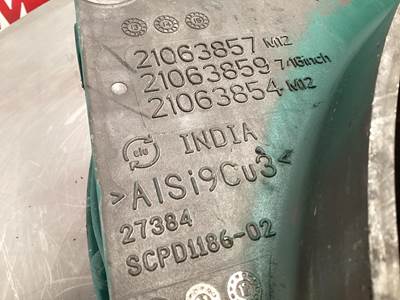 21063857 M12
21063859 7/16inch
21063854 M12
INDIA
>AlSi9Cu3<
27384
SCPD1186-02